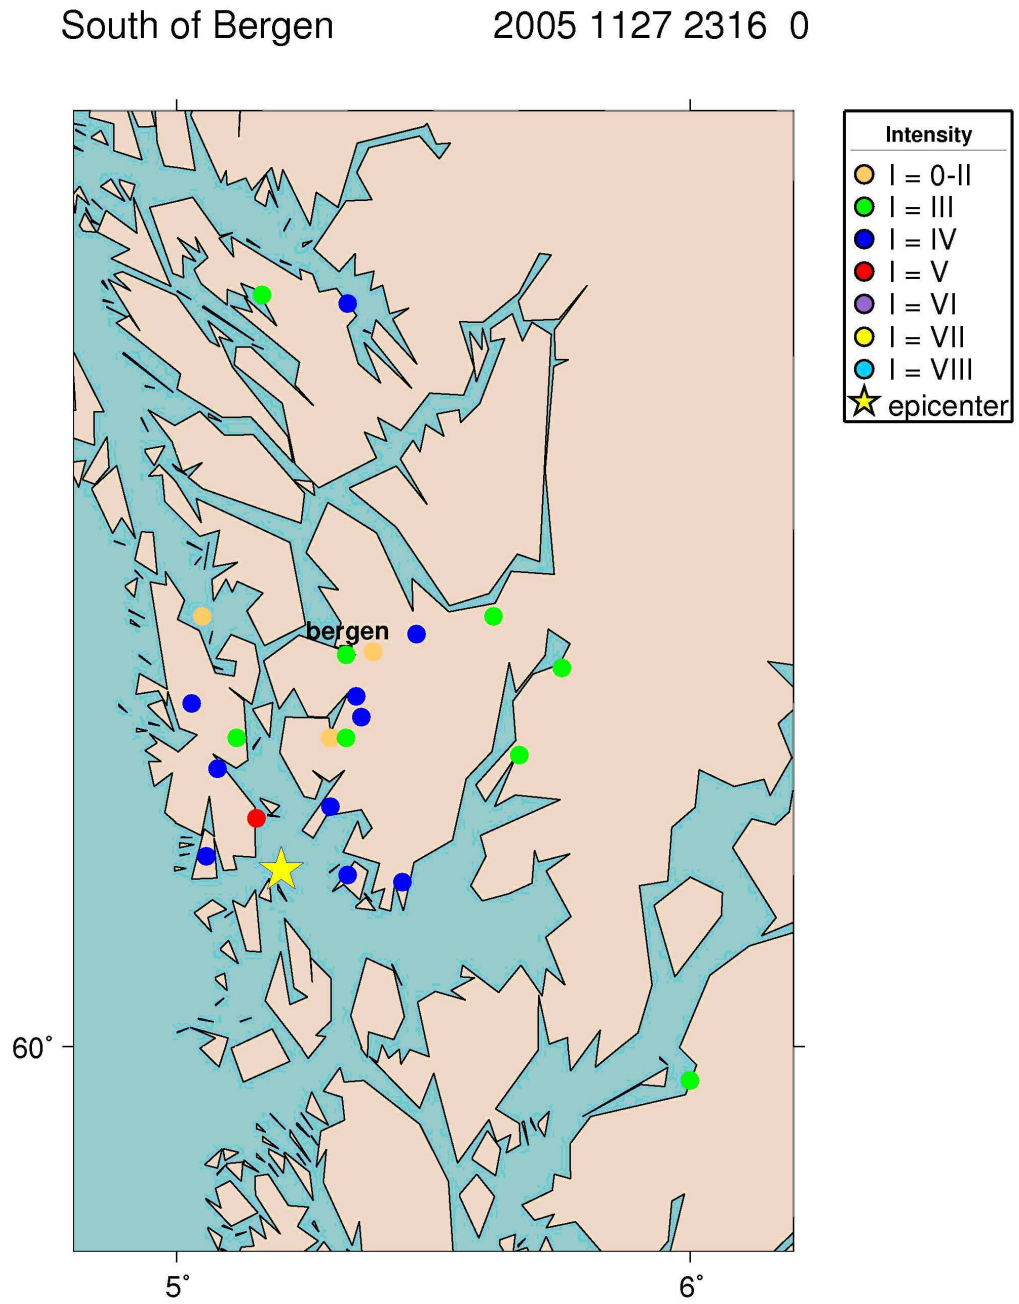 South of Bergen 2005 1127 2316 0
Intensity
I = 0-II
I = III
I = IV
I = V
I = VI
I = VII
I = VIII
epicenter
bergen
60°
5° 6°